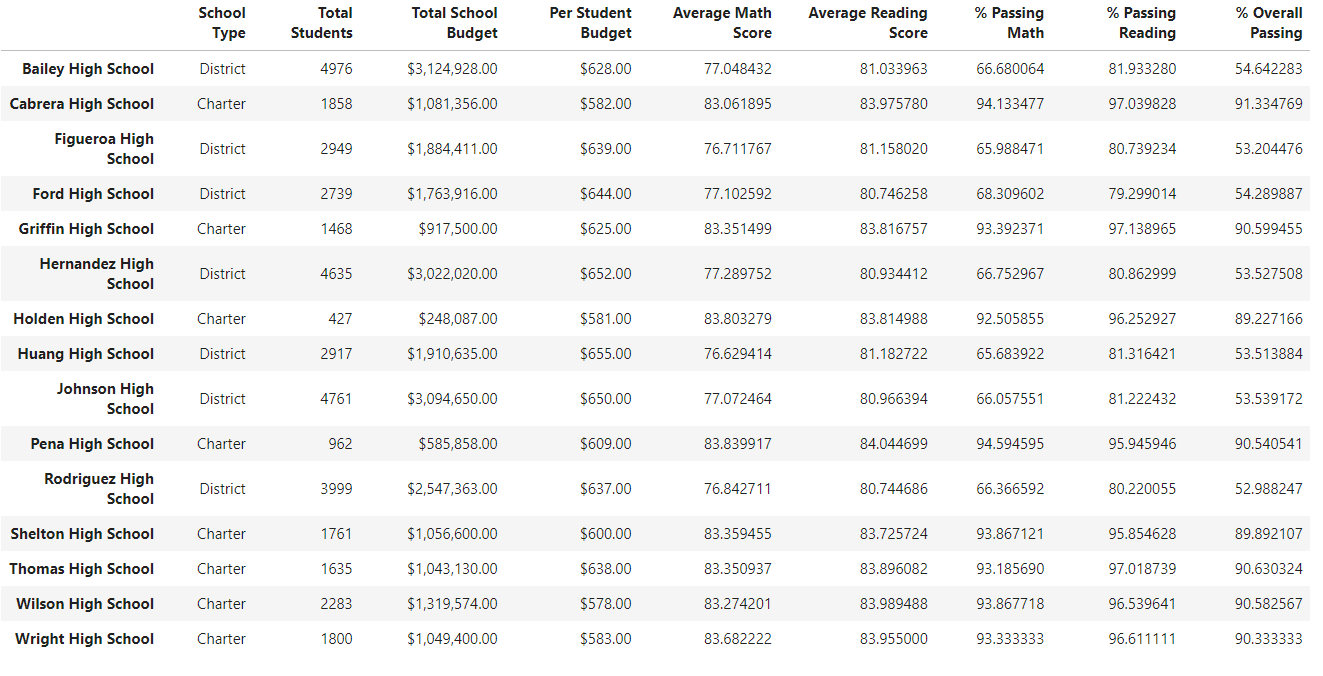 School Type Total Students Total School Budget Per Student Budget Average Math Score Average Reading Score % Passing Math % Passing Reading % Overall Passing
Bailey High School District 4976 $3,124,928.00 $628.00 77.048432 81.033963 66.680064 81.933280 54.642283
Cabrera High School Charter 1858 $1,081,356.00 $582.00 83.061895 83.975780 94.133477 97.039828 91.334769
Figueroa High School District 2949 $1,884,411.00 $639.00 76.711767 81.158020 65.988471 80.739234 53.204476
Ford High School District 2739 $1,763,916.00 $644.00 77.102592 80.746258 68.309602 79.299014 54.289887
Griffin High School Charter 1468 $917,500.00 $625.00 83.351499 83.816757 93.392371 97.138965 90.599455
Hernandez High School District 4635 $3,022,020.00 $652.00 77.289752 80.934412 66.752967 80.862999 53.527508
Holden High School Charter 427 $248,087.00 $581.00 83.803279 83.814988 92.505855 96.252927 89.227166
Huang High School District 2917 $1,910,635.00 $655.00 76.629414 81.182722 65.683922 81.316421 53.513884
Johnson High School District 4761 $3,094,650.00 $650.00 77.072464 80.966394 66.057551 81.222432 53.539172
Pena High School Charter 962 $585,858.00 $609.00 83.839917 84.044699 94.594595 95.945946 90.540541
Rodriguez High School District 3999 $2,547,363.00 $637.00 76.842711 80.744686 66.366592 80.220055 52.988247
Shelton High School Charter 1761 $1,056,600.00 $600.00 83.359455 83.725724 93.867121 95.854628 89.892107
Thomas High School Charter 1635 $1,043,130.00 $638.00 83.350937 83.896082 93.185690 97.018739 90.630324
Wilson High School Charter 2283 $1,319,574.00 $578.00 83.274201 83.989488 93.867718 96.539641 90.582567
Wright High School Charter 1800 $1,049,400.00 $583.00 83.682222 83.955000 93.333333 96.611111 90.333333